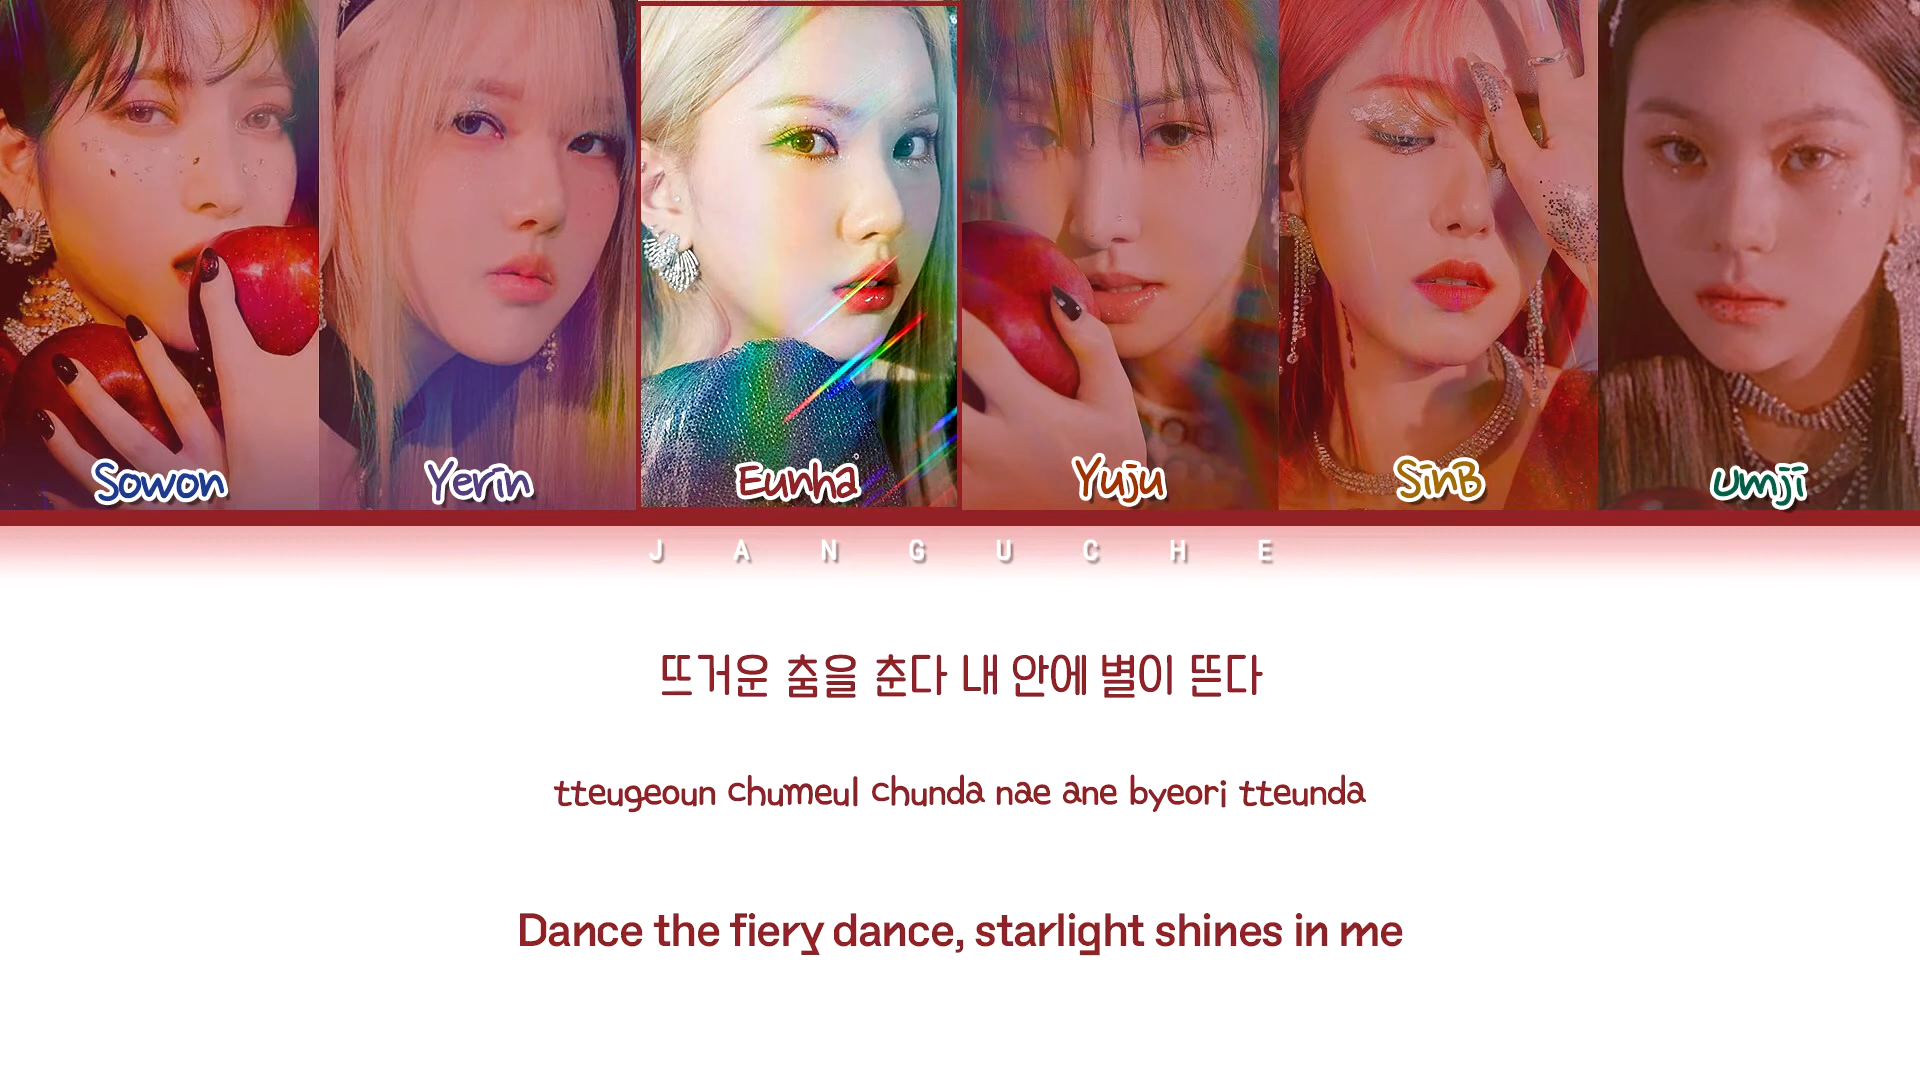 Sowon Yerin Eunha Yuju SinB Umji
JANGUCHE
뜨거운 춤을 춘다 내 안에 별이 뜬다
tteugeoun chumeul chunda nae ane byeori tteunda
Dance the fiery dance, starlight shines in me